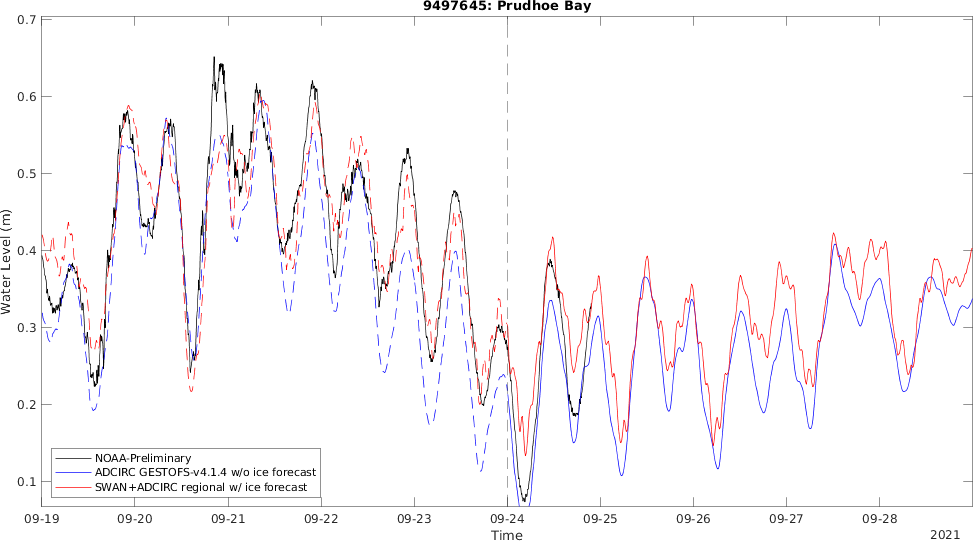 9497645: Prudhoe Bay
0.7
0.6
0.5
0.4
0.3
0.2
0.1
Water Level (m)
NOAA-Preliminary
ADCIRC GESTOFS-v4.1.4 w/o ice forecast
SWAN+ADCIRC regional w/ ice forecast
09-19 09-20 09-21 09-22 09-23 09-24 09-25 09-26 09-27 09-28
Time
2021